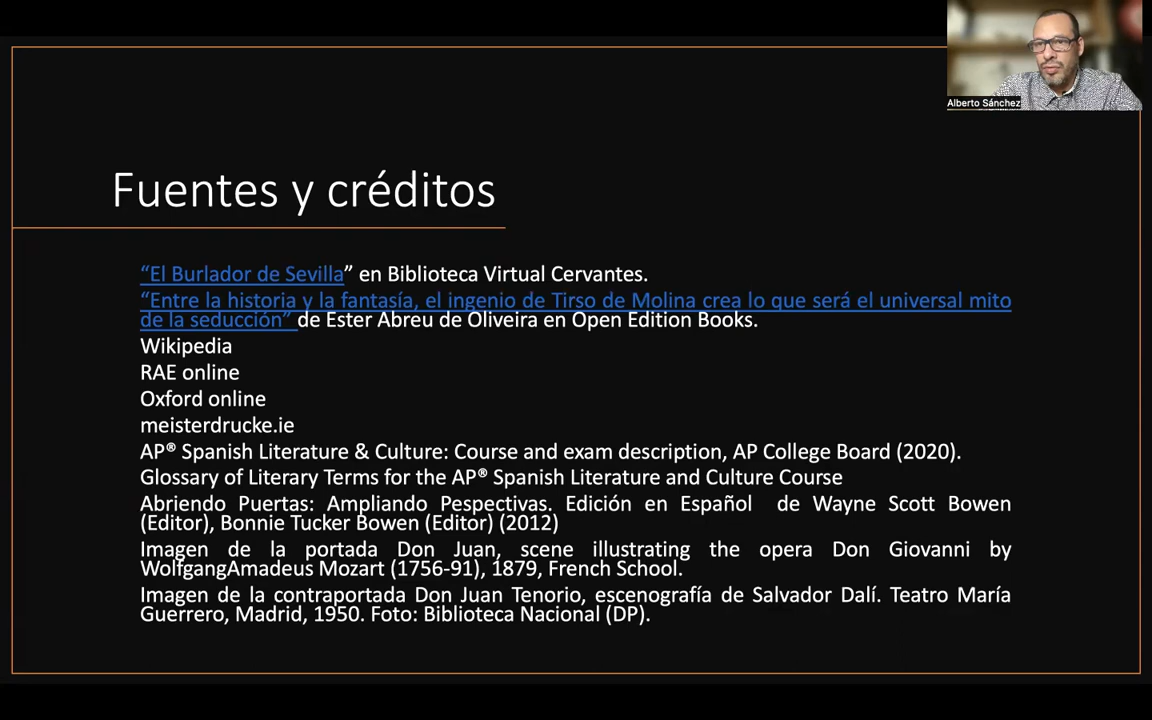 Alberto Sánchez
Fuentes y créditos
“El Burlador de Sevilla” en Biblioteca Virtual Cervantes.
“Entre la historia y la fantasía, el ingenio de Tirso de Molina crea lo que será el universal mito
de la seducción” de Ester Abreu de Oliveira en Open Edition Books.
Wikipedia
RAE online
Oxford online
meisterdrucke.ie
AP® Spanish Literature & Culture: Course and exam description, AP College Board (2020).
Glossary of Literary Terms for the AP® Spanish Literature and Culture Course
Abriendo Puertas: Ampliando Pespectivas. Edición en Español de Wayne Scott Bowen
(Editor), Bonnie Tucker Bowen (Editor) (2012)
Imagen de la portada Don Juan, scene illustrating the opera Don Giovanni by
WolfgangAmadeus Mozart (1756-91), 1879, French School.
Imagen de la contraportada Don Juan Tenorio, escenografía de Salvador Dalí. Teatro María
Guerrero, Madrid, 1950. Foto: Biblioteca Nacional (DP).